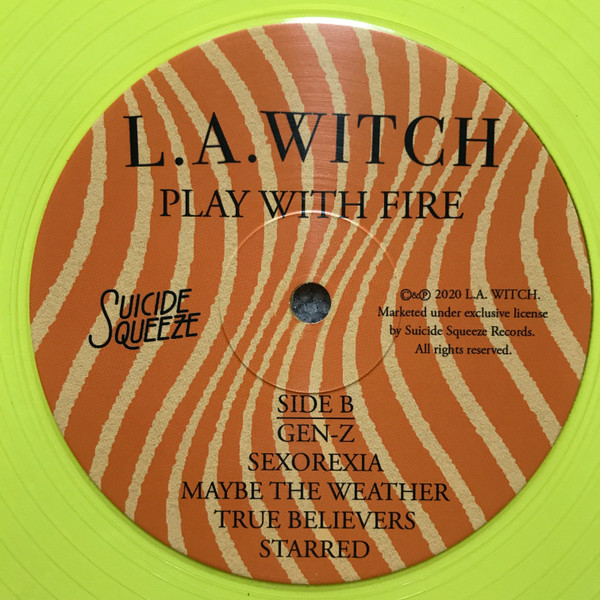 L.A. WITCH
PLAY WITH FIRE
SUICIDE
SQUEEZE
©&℗ 2020 L.A. WITCH.
Marketed under exclusive license
by Suicide Squeeze Records.
All rights reserved.
SIDE B
GEN-Z
SEXOREXIA
MAYBE THE WEATHER
TRUE BELIEVERS
STARRED